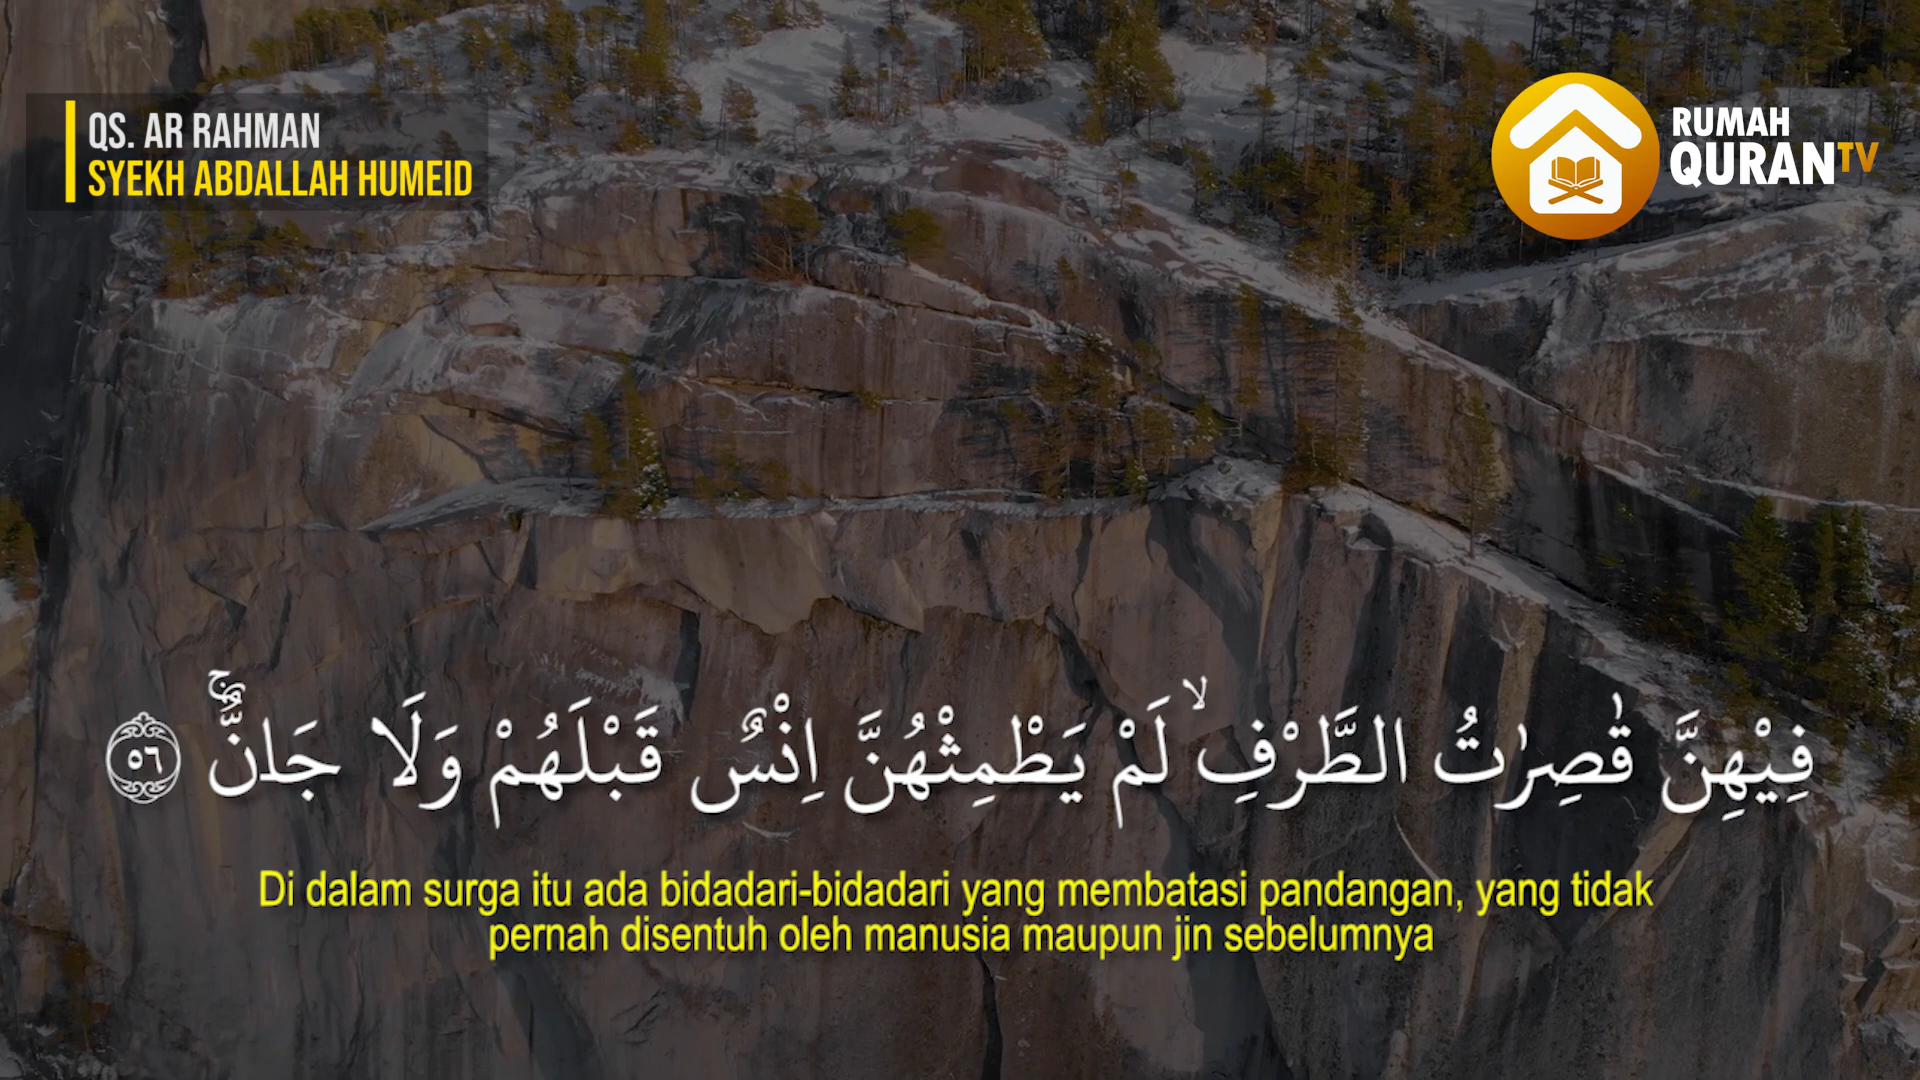 QS. AR RAHMAN
SYEKH ABDALLAH HUMEID
RUMAH
QURANTV
فِيْهِنَّ قٰصِرٰتُ الطَّرْفِۙ لَمْ يَطْمِثْهُنَّ اِنْسٌ قَبْلَهُمْ وَلَا جَاۤنٌّۚ ٥٦
Di dalam surga itu ada bidadari-bidadari yang membatasi pandangan, yang tidak
pernah disentuh oleh manusia maupun jin sebelumnya